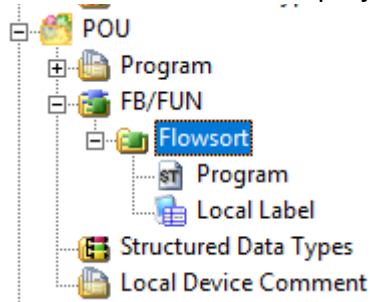 POU
Program
FB/FUN
Flowsort
ST Program
Local Label
Structured Data Types
Local Device Comment